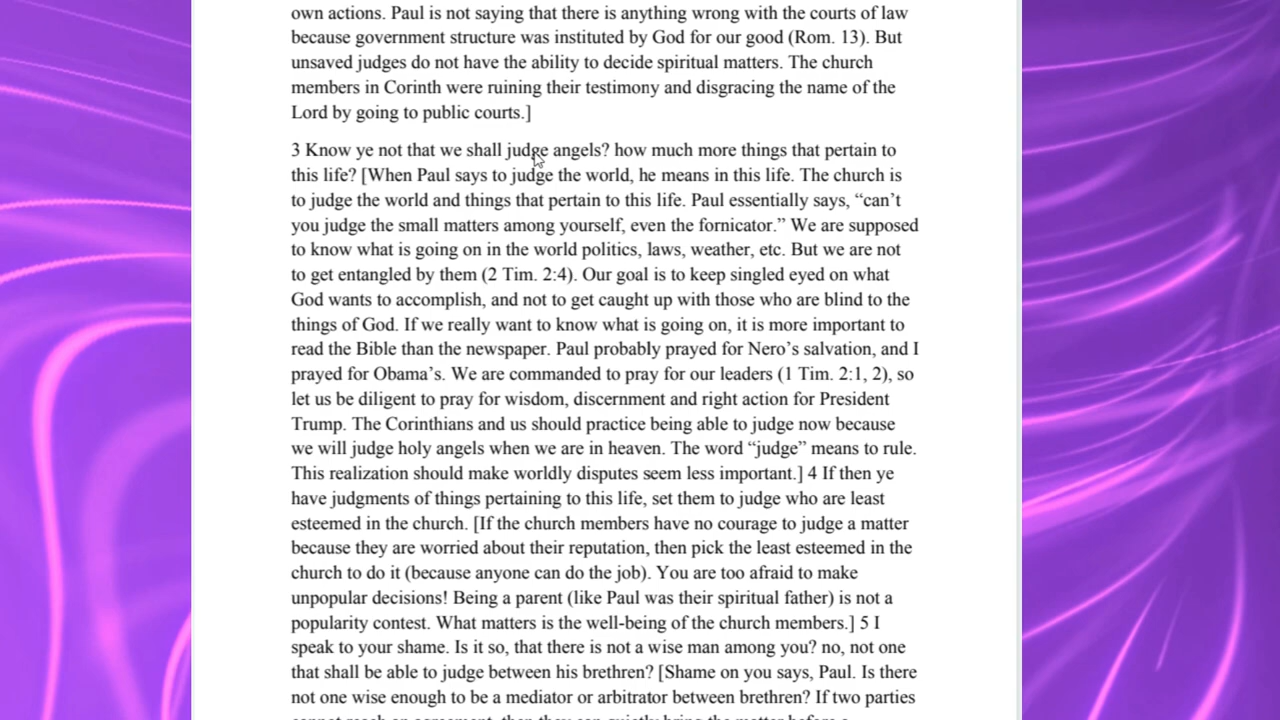 own actions. Paul is not saying that there is anything wrong with the courts of law
because government structure was instituted by God for our good (Rom. 13). But
unsaved judges do not have the ability to decide spiritual matters. The church
members in Corinth were ruining their testimony and disgracing the name of the
Lord by going to public courts.]
3 Know ye not that we shall judge angels? how much more things that pertain to
this life? [When Paul says to judge the world, he means in this life. The church is
to judge the world and things that pertain to this life. Paul essentially says, “can’t
you judge the small matters among yourself, even the fornicator.” We are supposed
to know what is going on in the world politics, laws, weather, etc. But we are not
to get entangled by them (2 Tim. 2:4). Our goal is to keep singled eyed on what
God wants to accomplish, and not to get caught up with those who are blind to the
things of God. If we really want to know what is going on, it is more important to
read the Bible than the newspaper. Paul probably prayed for Nero’s salvation, and I
prayed for Obama’s. We are commanded to pray for our leaders (1 Tim. 2:1, 2), so
let us be diligent to pray for wisdom, discernment and right action for President
Trump. The Corinthians and us should practice being able to judge now because
we will judge holy angels when we are in heaven. The word “judge” means to rule.
This realization should make worldly disputes seem less important.] 4 If then ye
have judgments of things pertaining to this life, set them to judge who are least
esteemed in the church. [If the church members have no courage to judge a matter
because they are worried about their reputation, then pick the least esteemed in the
church to do it (because anyone can do the job). You are too afraid to make
unpopular decisions! Being a parent (like Paul was their spiritual father) is not a
popularity contest. What matters is the well-being of the church members.] 5 I
speak to your shame. Is it so, that there is not a wise man among you? no, not one
that shall be able to judge between his brethren? [Shame on you says, Paul. Is there
not one wise enough to be a mediator or arbitrator between brethren? If two parties